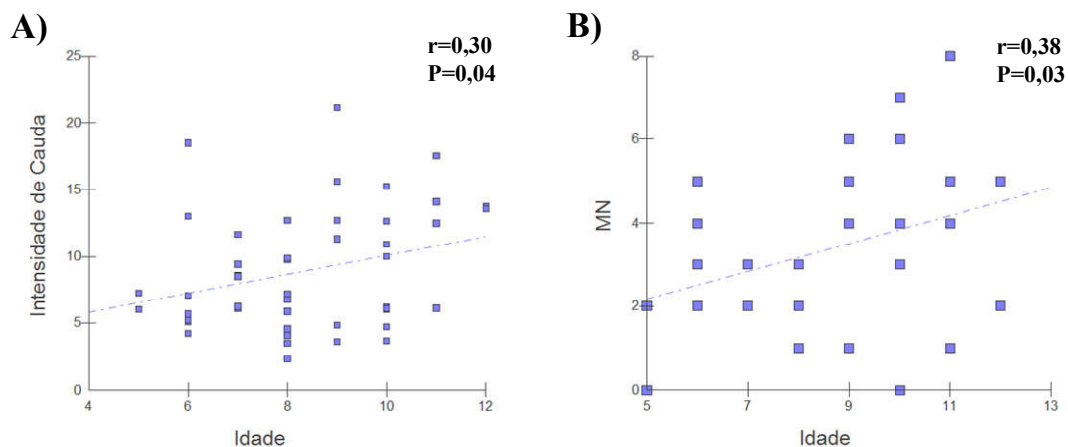 A)
r=0,30
P=0,04
25
20
15
10
5
0
Intensidade de Cauda
4 6 8 10 12
Idade
B)
r=0,38
P=0,03
8
6
4
2
0
MN
5 7 9 11 13
Idade